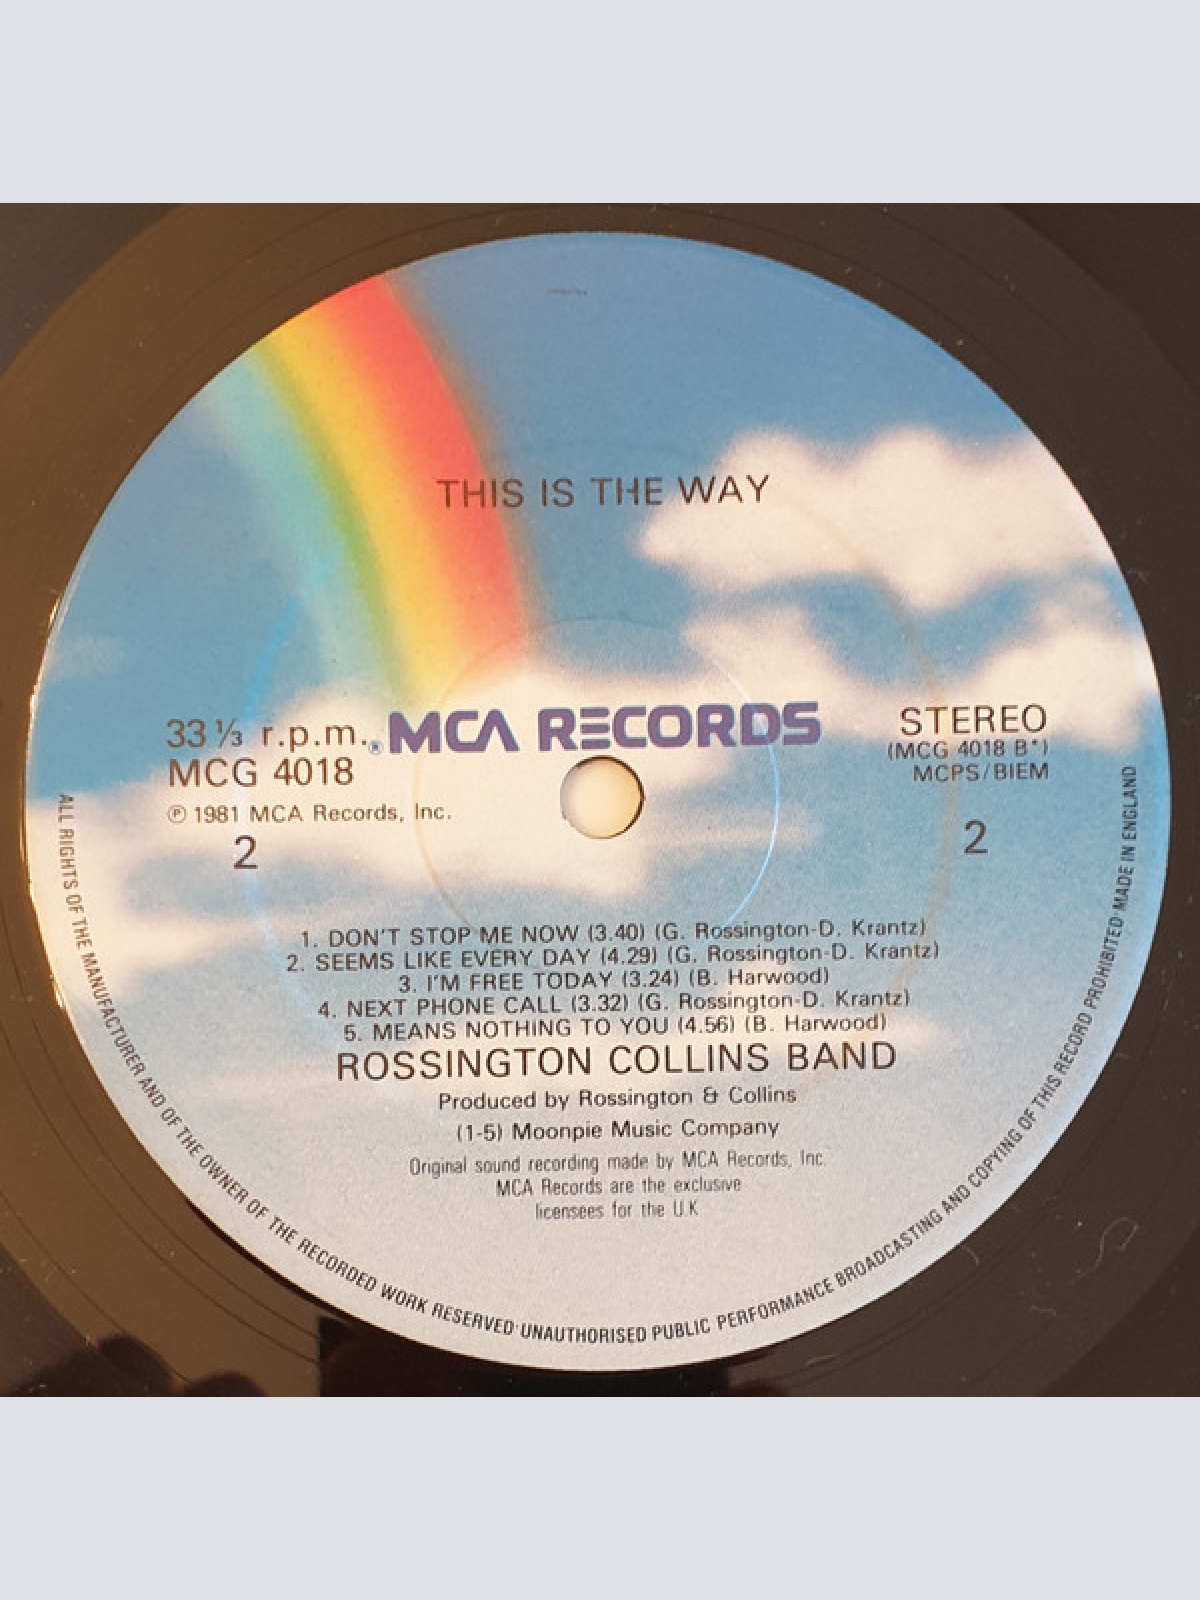 THIS IS THE WAY
33 ⅓ r.p.m.
® MCA RECORDS
STEREO
(MCG 4018 B*)
MCG 4018
MCPS/BIEM
℗ 1981 MCA Records, Inc.
2
2
1. DON'T STOP ME NOW (3.40) (G. Rossington-D. Krantz)
2. SEEMS LIKE EVERY DAY (4.29) (G. Rossington-D. Krantz)
3. I'M FREE TODAY (3.24) (B. Harwood)
4. NEXT PHONE CALL (3.32) (G. Rossington-D. Krantz)
5. MEANS NOTHING TO YOU (4.56) (B. Harwood)
ROSSINGTON COLLINS BAND
Produced by Rossington & Collins
(1-5) Moonpie Music Company
Original sound recording made by MCA Records, Inc.
MCA Records are the exclusive
licensees for the U.K
ALL RIGHTS OF THE MANUFACTURER AND OF THE OWNER OF THE RECORDED WORK RESERVED·UNAUTHORISED PUBLIC PERFORMANCE BROADCASTING AND COPYING OF THIS RECORD PROHIBITED·MADE IN ENGLAND